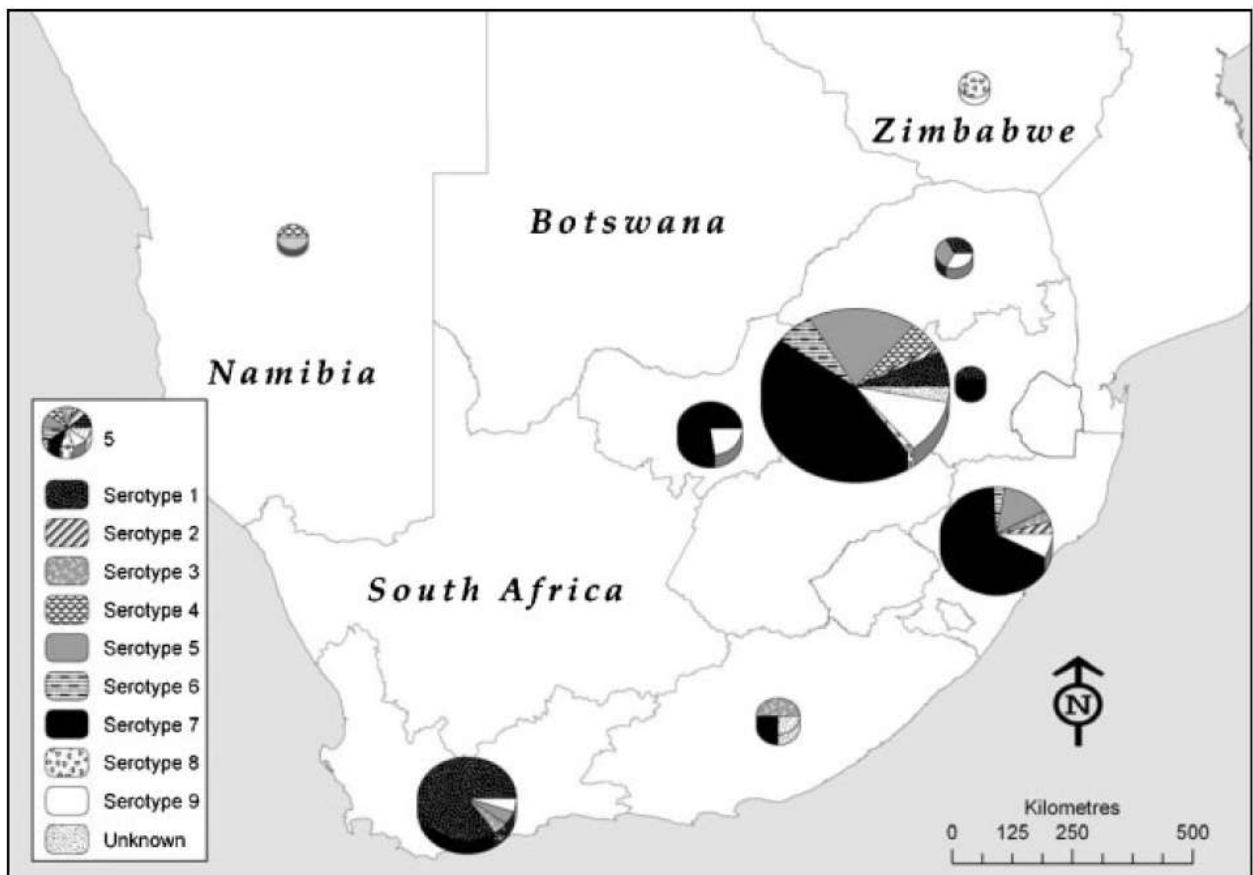 Zimbabwe
Botswana
Namibia
South Africa
5
Serotype 1
Serotype 2
Serotype 3
Serotype 4
Serotype 5
Serotype 6
Serotype 7
Serotype 8
Serotype 9
Unknown
N
Kilometres
0 125 250 500